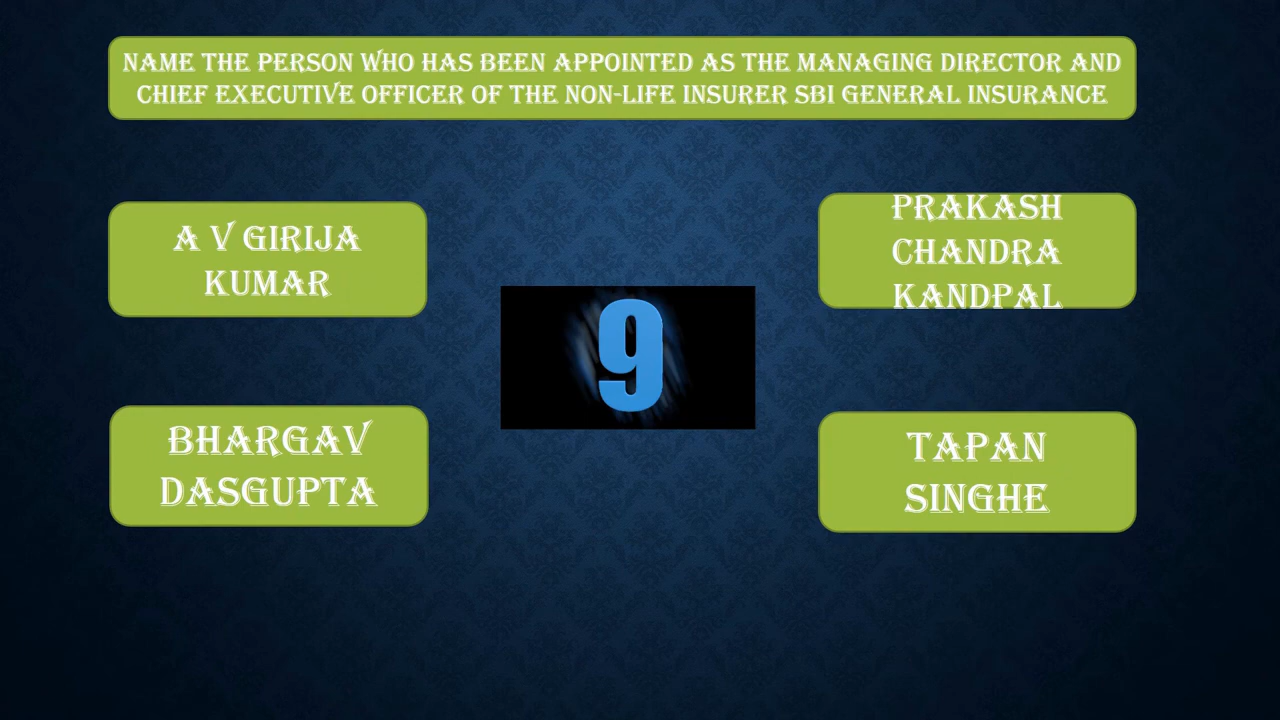 NAME THE PERSON WHO HAS BEEN APPOINTED AS THE MANAGING DIRECTOR AND
CHIEF EXECUTIVE OFFICER OF THE NON-LIFE INSURER SBI GENERAL INSURANCE
A V GIRIJA
KUMAR
PRAKASH
CHANDRA
KANDPAL
9
BHARGAV
DASGUPTA
TAPAN
SINGHE